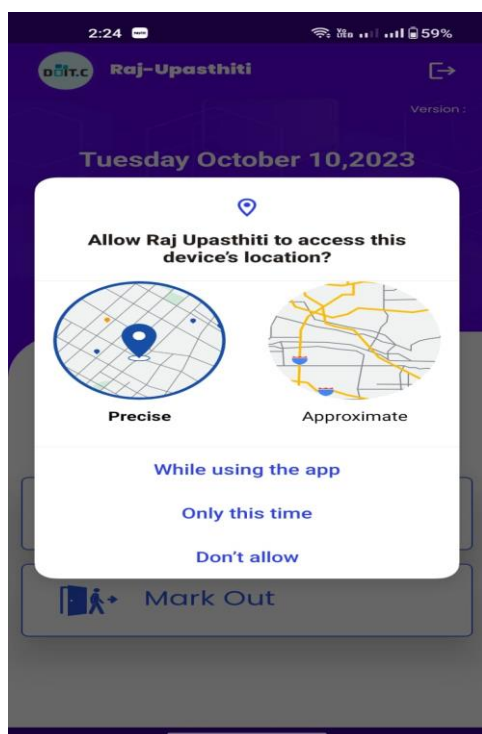 2:24
59%
DOIT.C Raj-Upasthiti
Version :
Tuesday October 10,2023
Allow Raj Upasthiti to access this
device's location?
Precise
Approximate
While using the app
Only this time
Don't allow
Mark Out